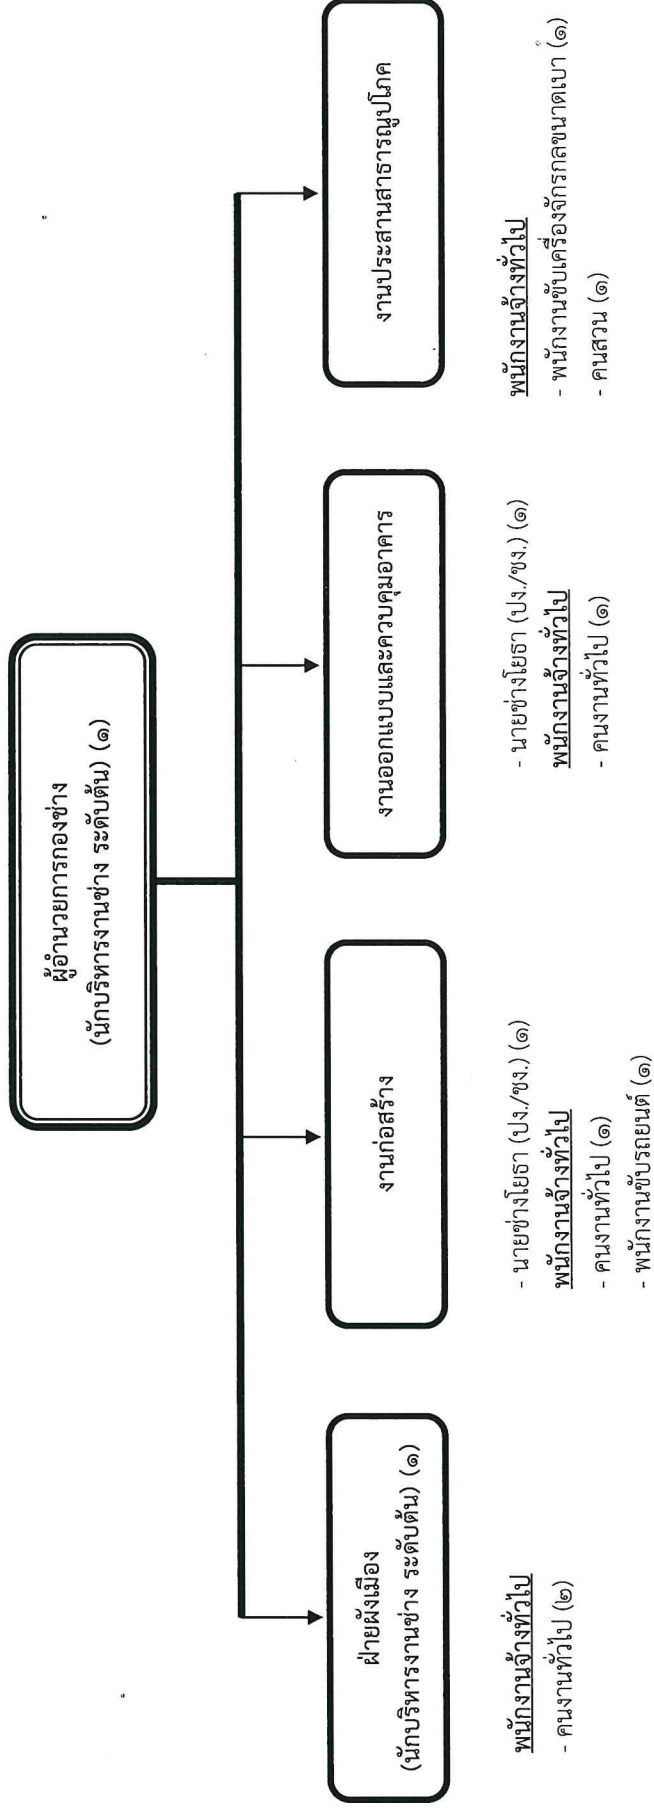 ผู้อำนวยการกองช่าง
(นักบริหารงานช่าง ระดับต้น) (๑)
ฝ่ายผังเมือง
(นักบริหารงานช่าง ระดับต้น) (๑)
พนักงานจ้างทั่วไป
- คนงานทั่วไป (๒)
งานก่อสร้าง
- นายช่างโยธา (ปง./ชง.) (๑)
พนักงานจ้างทั่วไป
- คนงานทั่วไป (๑)
- พนักงานขับรถยนต์ (๑)
งานออกแบบและควบคุมอาคาร
- นายช่างโยธา (ปง./ชง.) (๑)
พนักงานจ้างทั่วไป
- คนงานทั่วไป (๑)
งานประสานสาธารณูปโภค
พนักงานจ้างทั่วไป
- พนักงานขับเครื่องจักรกลขนาดเบา (๑)
- คนสวน (๑)